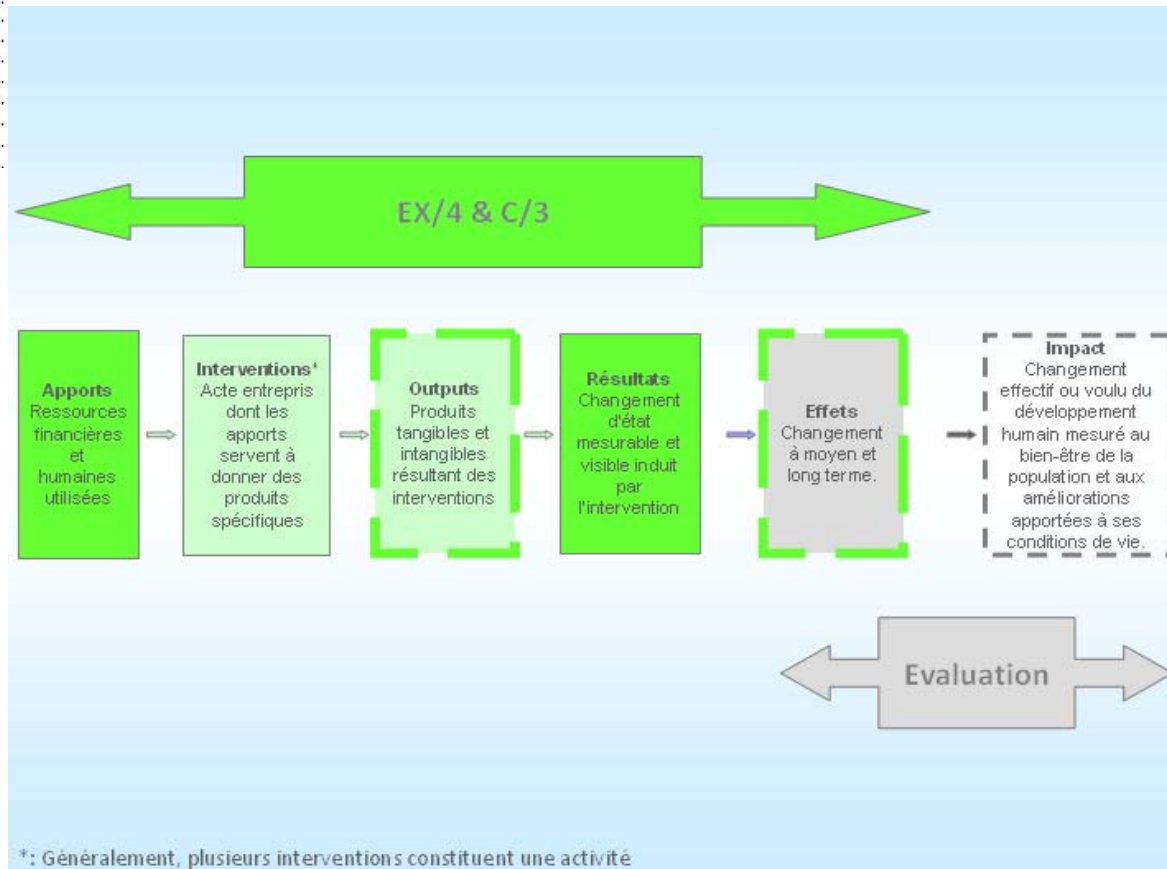 EX/4 & C/3
Apports
Ressources
financières
et
humaines
utilisées
Interventions*
Acte entrepris
dont les
apports
servent à
donner des
produits
spécifiques
Outputs
Produits
tangibles et
intangibles
résultant des
interventions
Résultats
Changement
d'état
mesurable et
visible induit
par
l'intervention
Effets
Changement
à moyen et
long terme.
Impact
Changement
effectif ou voulu du
développement
humain mesuré au
bien-être de la
population et aux
améliorations
apportées à ses
conditions de vie.
Evaluation
*: Généralement, plusieurs interventions constituent une activité